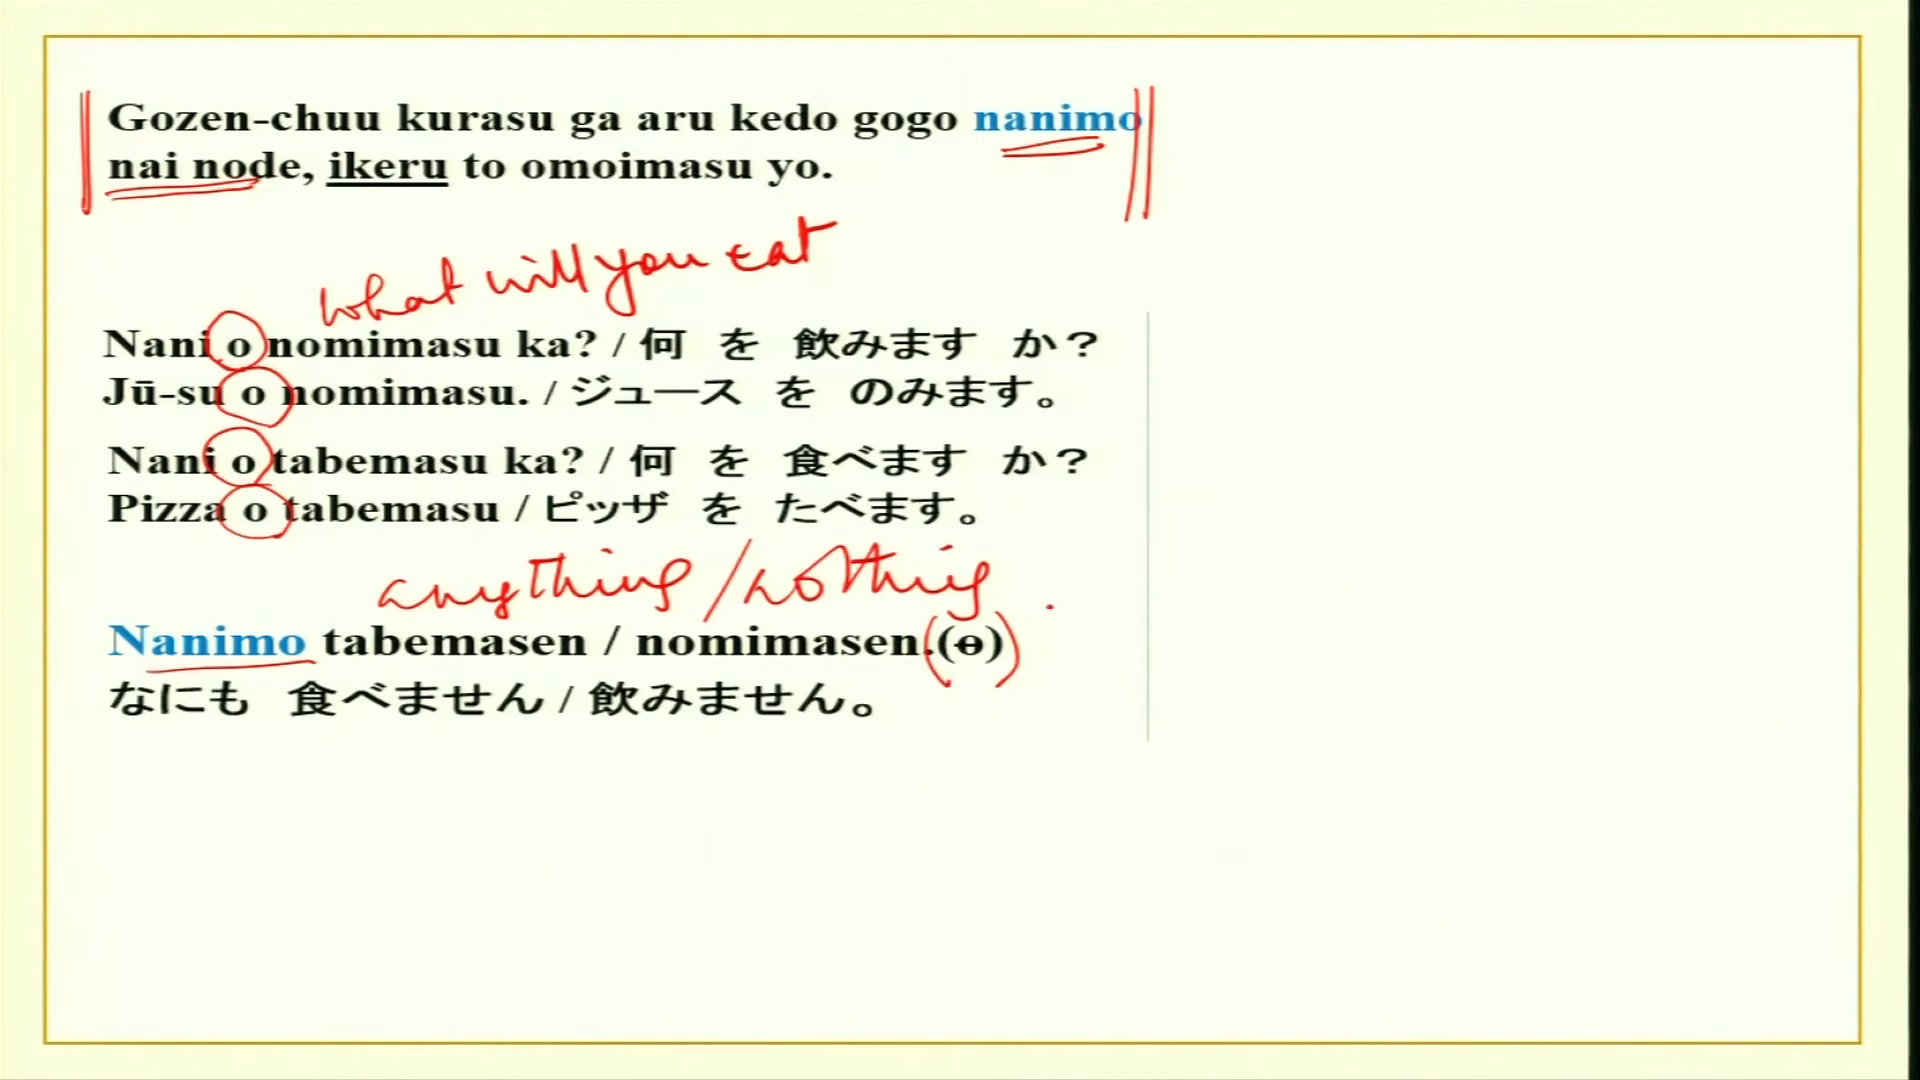 Gozen-chuu kurasu ga aru kedo gogo nanimo
nai node, ikeru to omoimasu yo.
what will you eat
Nani o nomimasu ka? / 何 を 飲みます か？
Jū-su o nomimasu. / ジュース を のみます。
Nani o tabemasu ka? / 何 を 食べます か？
Pizza o tabemasu / ピッザ を たべます。
anything / nothing
Nanimo tabemasen / nomimasen.(o)
なにも 食べません / 飲みません。